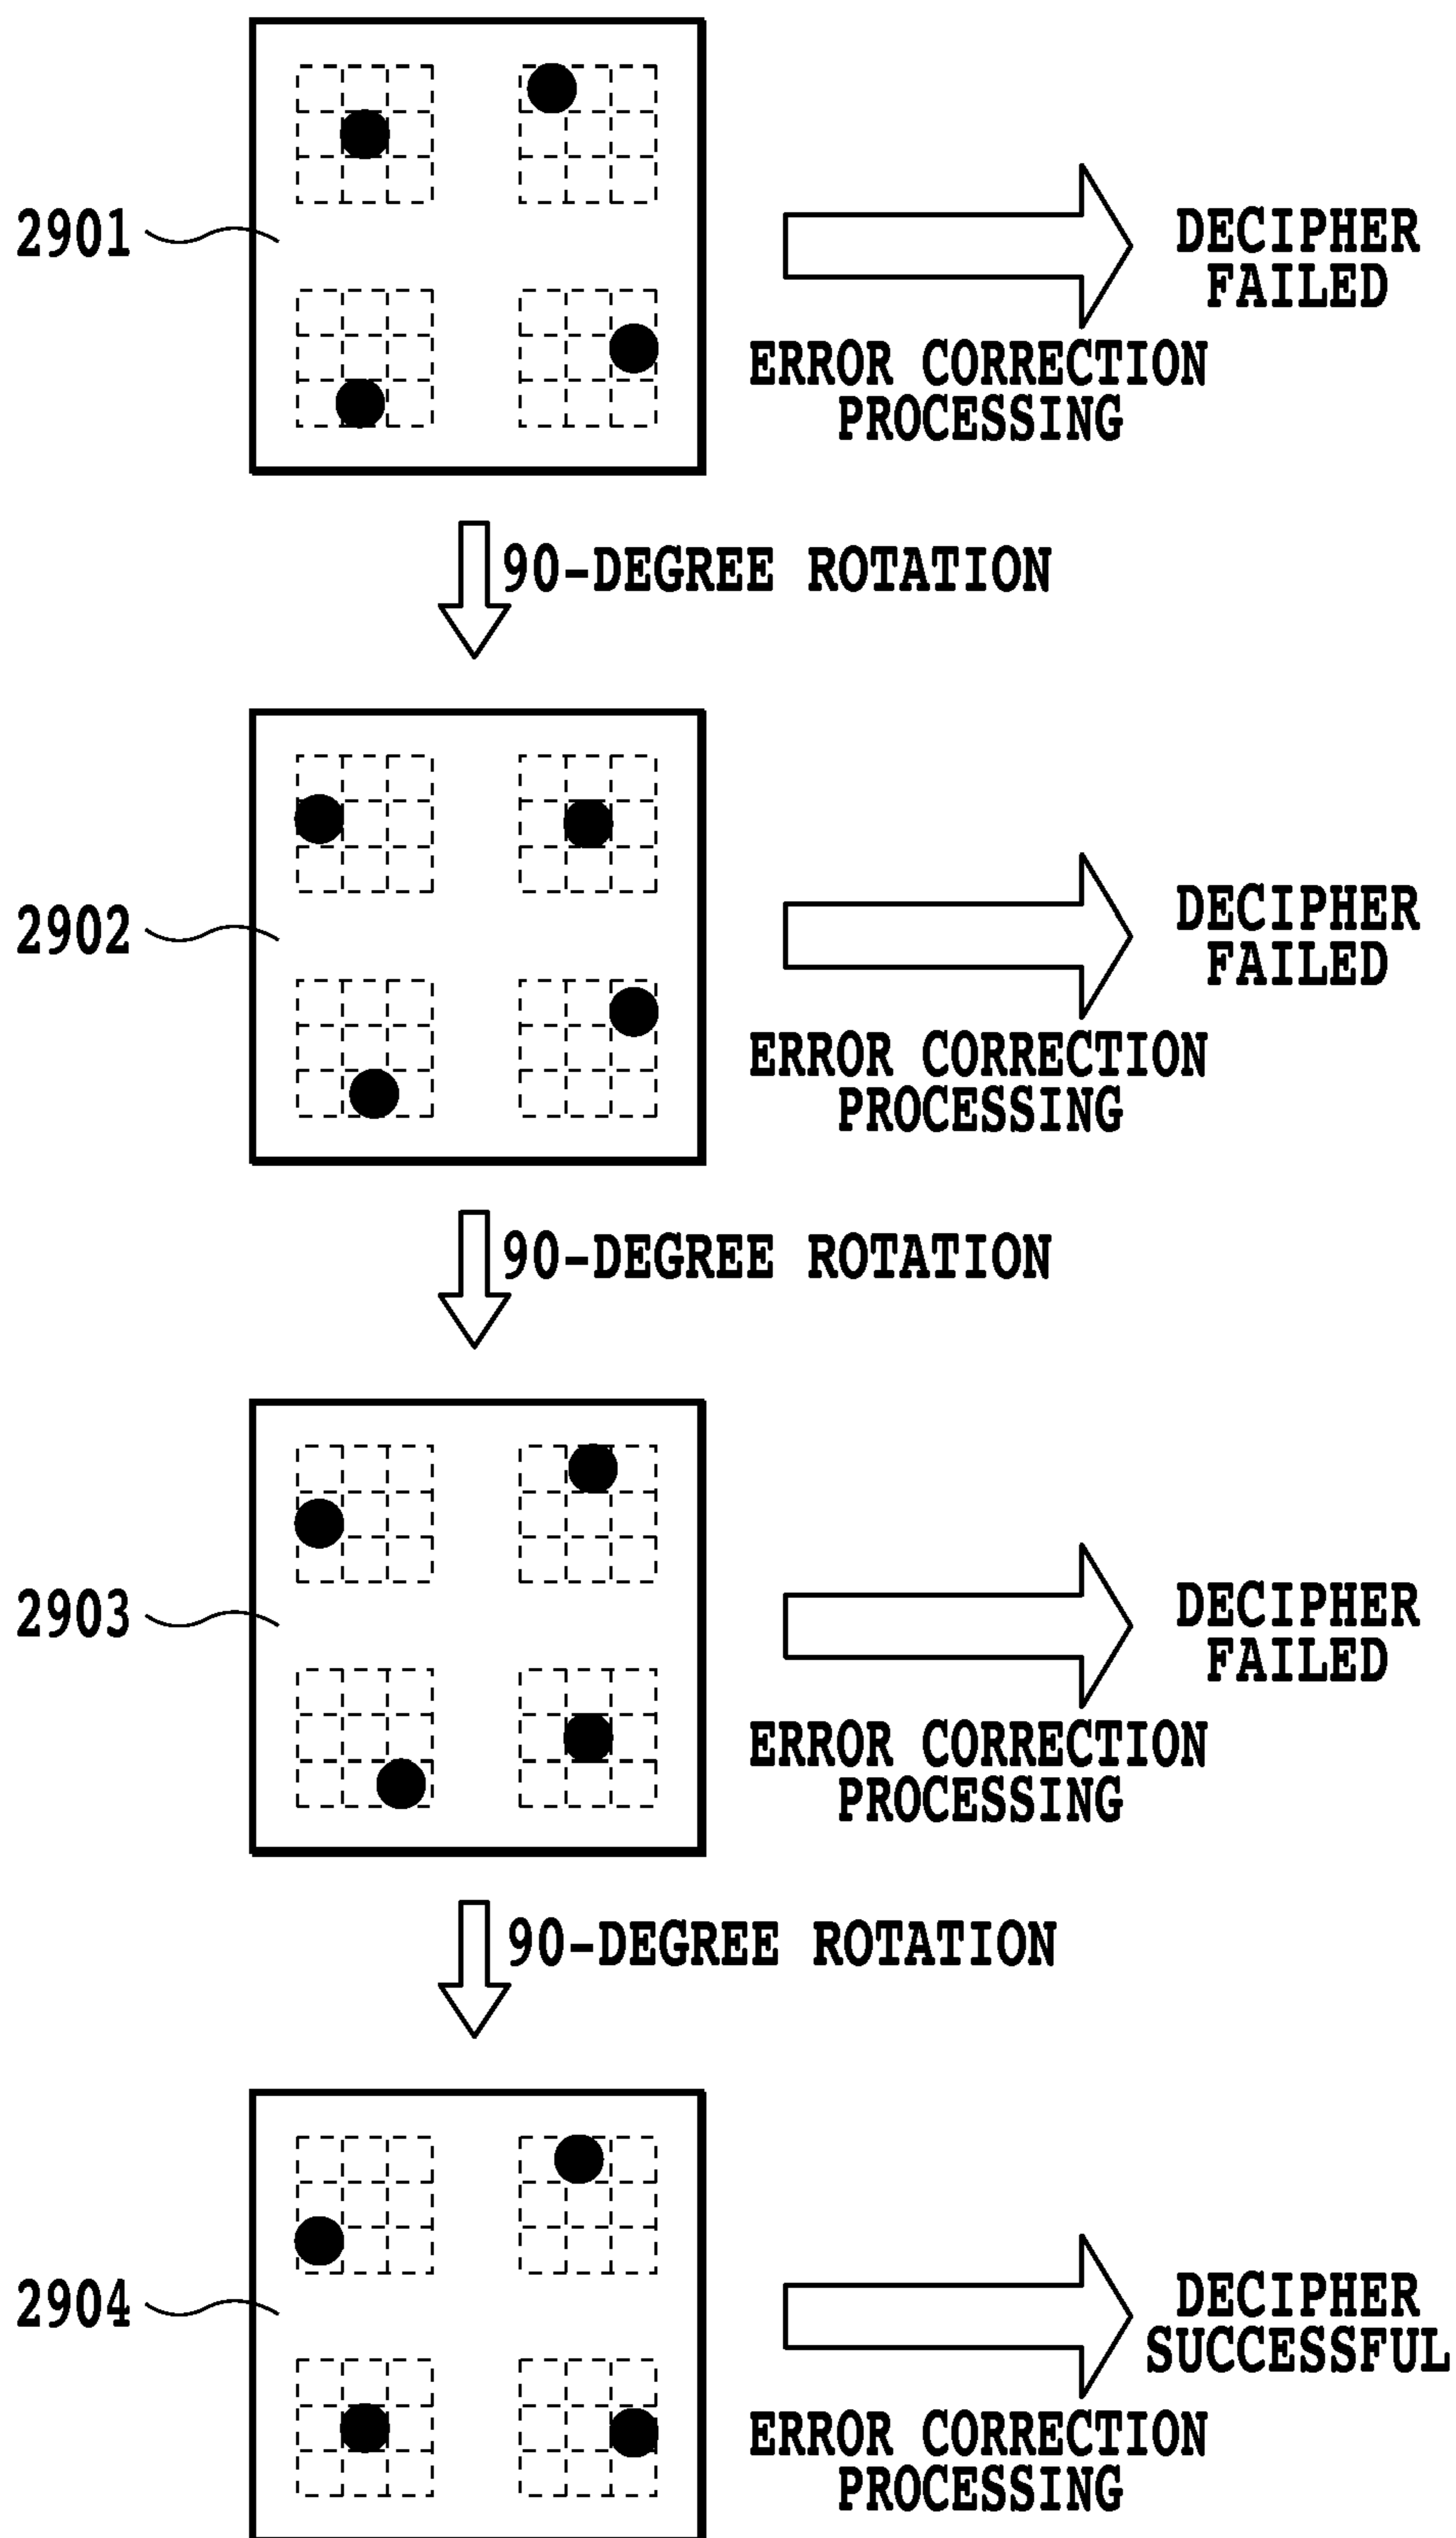 2901
DECIPHER
FAILED
ERROR CORRECTION
PROCESSING
90-DEGREE ROTATION
2902
DECIPHER
FAILED
ERROR CORRECTION
PROCESSING
90-DEGREE ROTATION
2903
DECIPHER
FAILED
ERROR CORRECTION
PROCESSING
90-DEGREE ROTATION
2904
DECIPHER
SUCCESSFUL
ERROR CORRECTION
PROCESSING